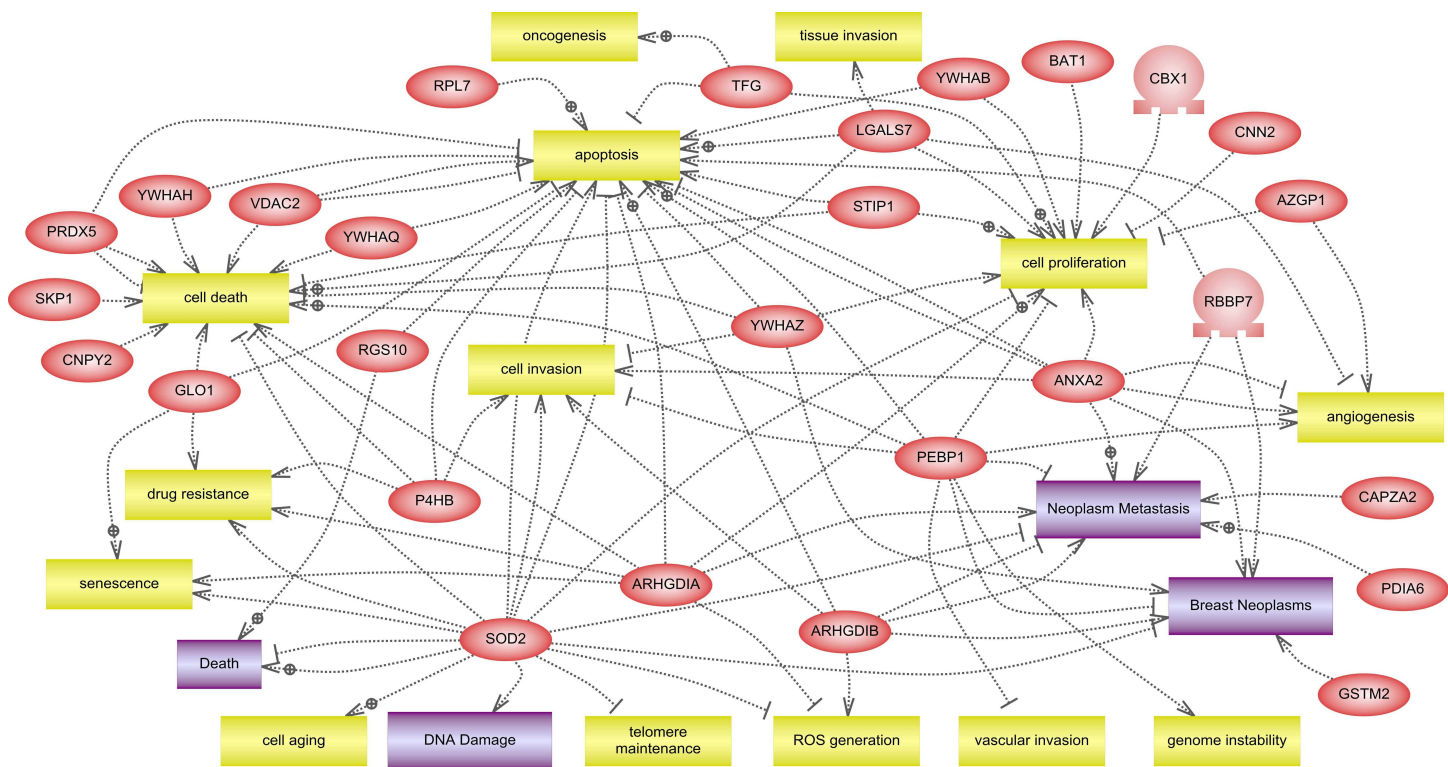 oncogenesis
tissue invasion
RPL7
TFG
YWHAB
BAT1
CBX1
LGALS7
CNN2
apoptosis
YWHAH
VDAC2
PRDX5
YWHAQ
STIP1
AZGP1
cell proliferation
SKP1
cell death
RBBP7
YWHAZ
CNPY2
RGS10
cell invasion
GLO1
ANXA2
angiogenesis
PEBP1
drug resistance
P4HB
Neoplasm Metastasis
CAPZA2
senescence
ARHGDIA
PDIA6
Breast Neoplasms
SOD2
ARHGDIB
Death
GSTM2
cell aging
DNA Damage
telomere
maintenance
ROS generation
vascular invasion
genome instability